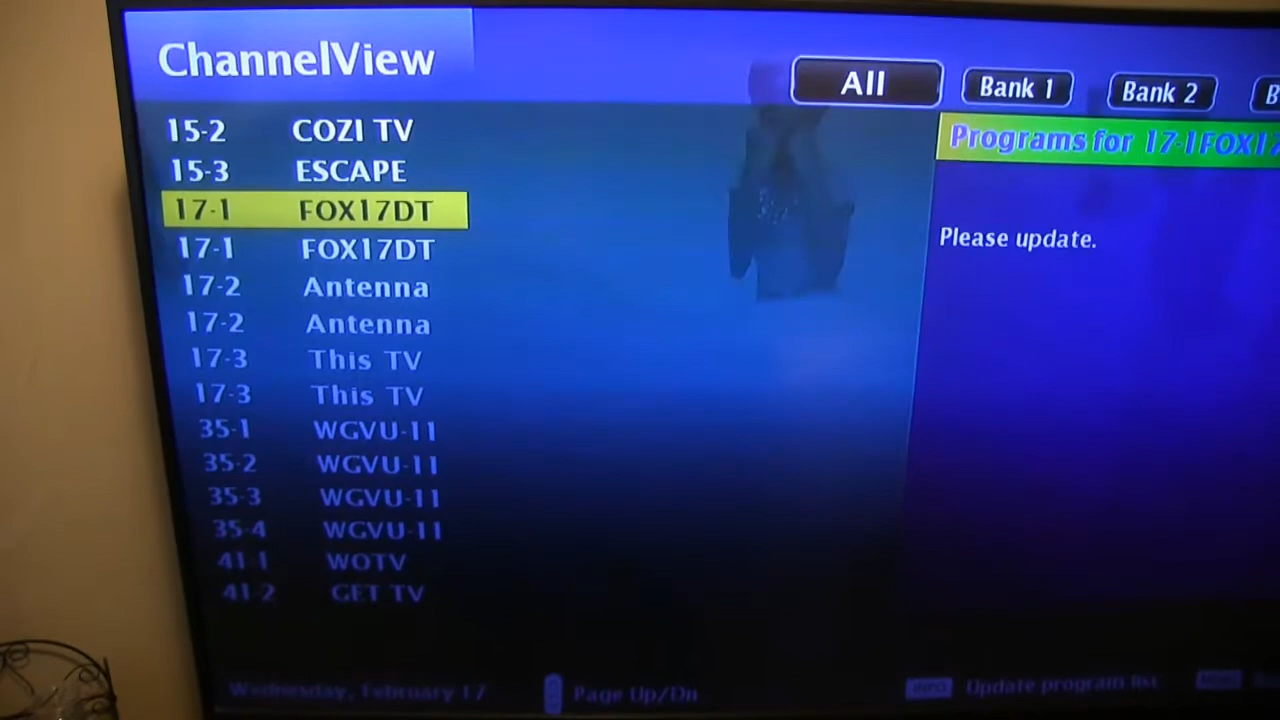 ChannelView
All
Bank 1
Bank 2
B
15-2 COZI TV
15-3 ESCAPE
17-1 FOX17DT
17-1 FOX17DT
17-2 Antenna
17-2 Antenna
17-3 This TV
17-3 This TV
35-1 WGVU-11
35-2 WGVU-11
35-3 WGVU-11
35-4 WGVU-11
41-1 WOTV
41-2 GET TV
Programs for 17-1FOX17
Please update.
Wednesday, February 17
Page Up/Dn
INFO Update program list
MENU